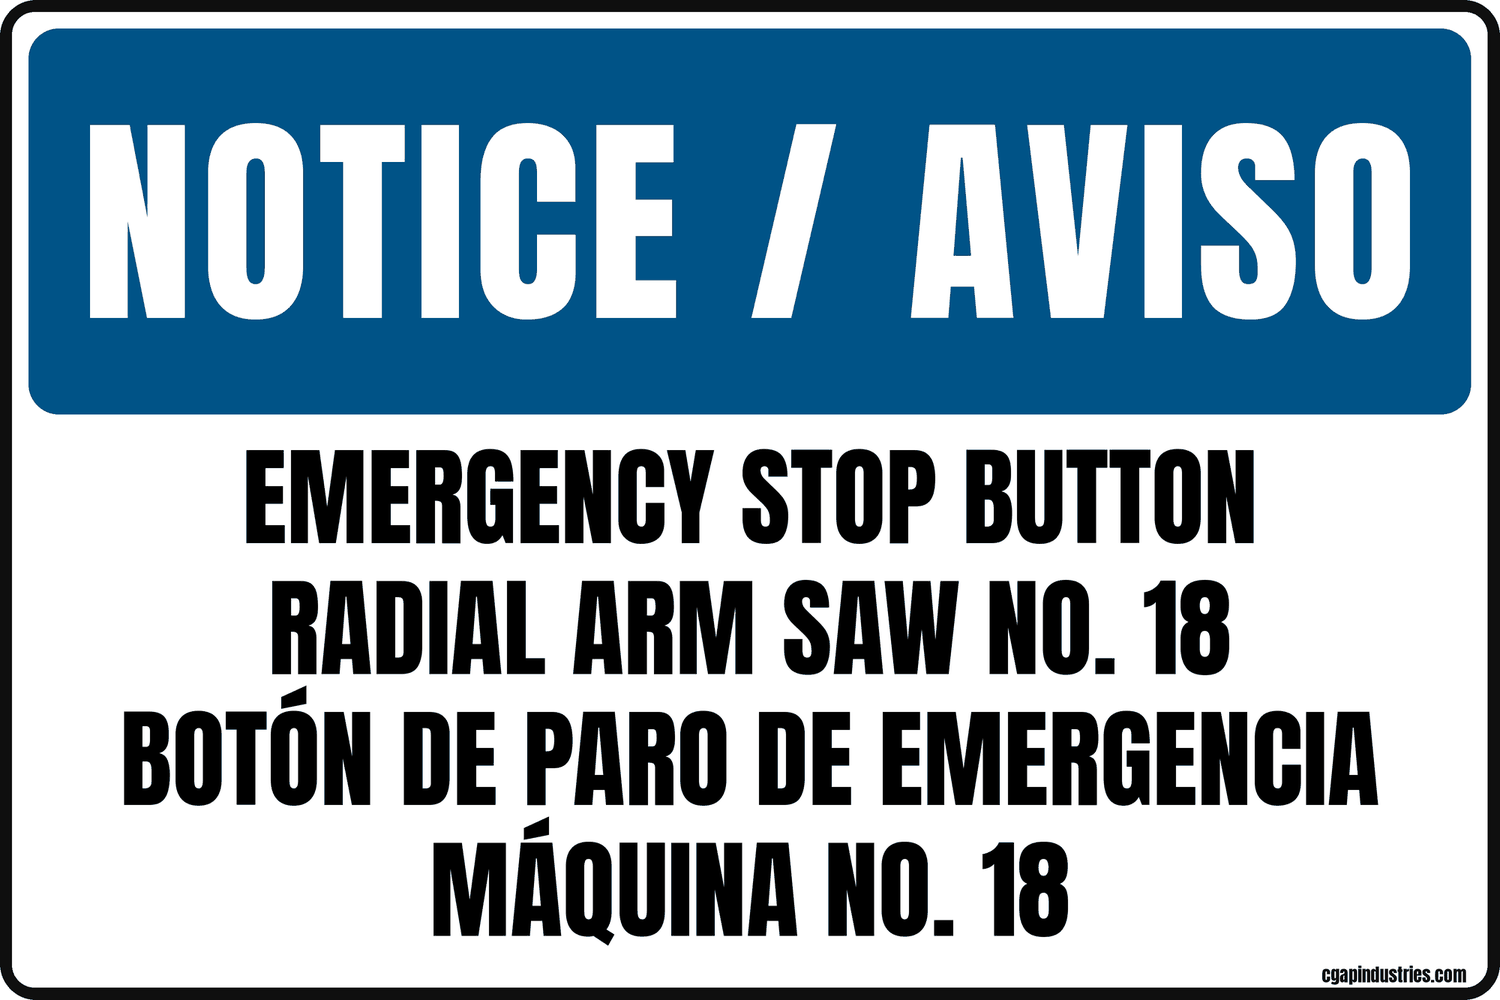 NOTICE / AVISO
EMERGENCY STOP BUTTON
RADIAL ARM SAW NO. 18
BOTÓN DE PARO DE EMERGENCIA
MÁQUINA NO. 18
cgapindustries.com